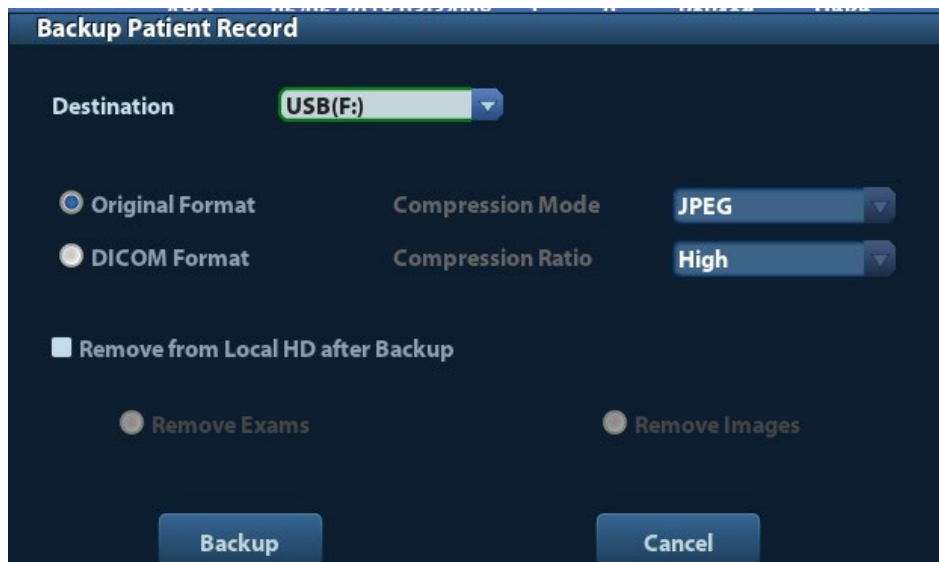 Backup Patient Record
Destination USB(F:)
Original Format Compression Mode JPEG
DICOM Format Compression Ratio High
Remove from Local HD after Backup
Remove Exams Remove Images
Backup Cancel